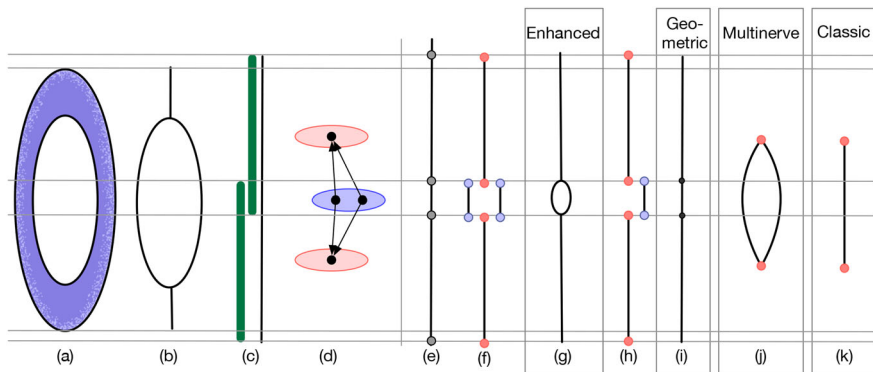 Enhanced
Geo-
metric
Multinerve
Classic
(a)
(b)
(c)
(d)
(e)
(f)
(g)
(h)
(i)
(j)
(k)